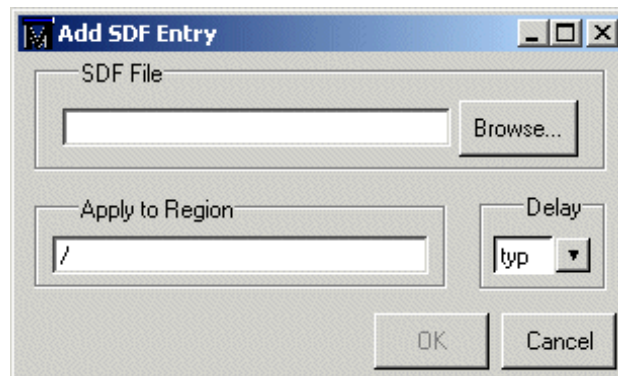 Add SDF Entry
SDF File
Browse...
Apply to Region
Delay
/
typ
OK
Cancel